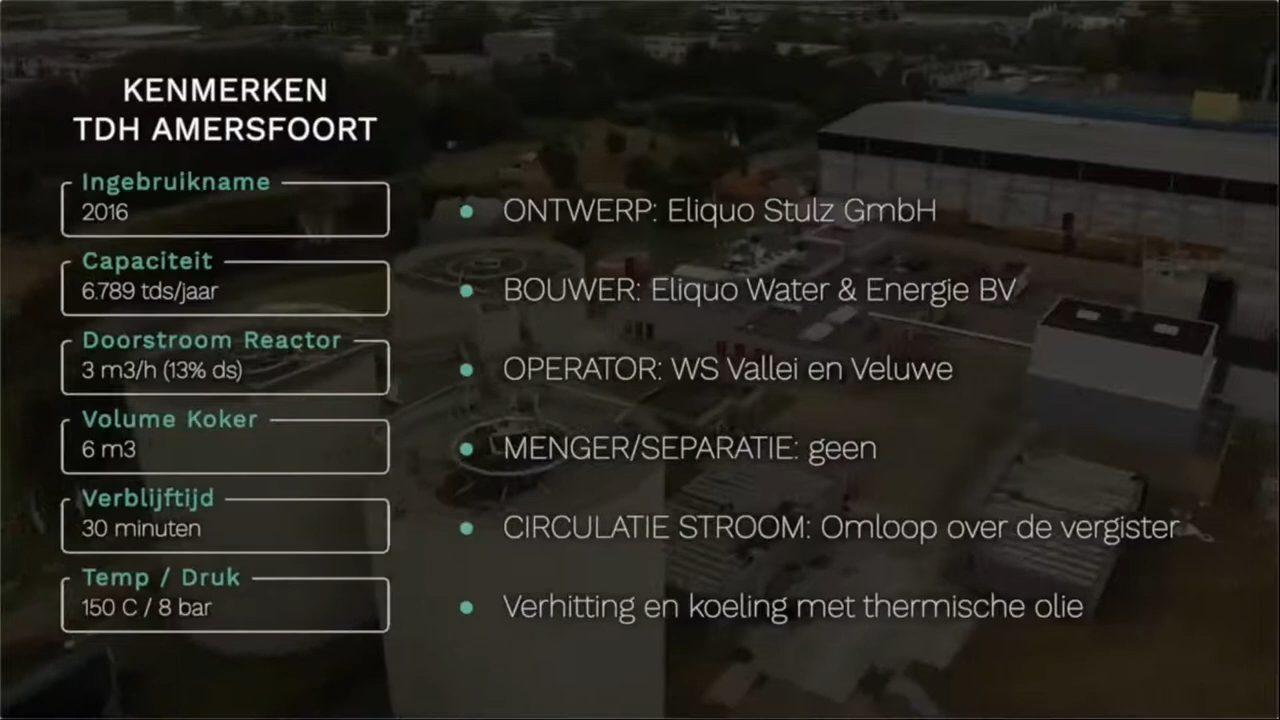 KENMERKEN
TDH AMERSFOORT
Ingebruikname
2016
Capaciteit
6.789 tds/jaar
Doorstroom Reactor
3 m3/h (13% ds)
Volume Koker
6 m3
Verblijftijd
30 minuten
Temp / Druk
150 C / 8 bar
• ONTWERP: Eliquo Stulz GmbH
• BOUWER: Eliquo Water & Energie BV
• OPERATOR: WS Vallei en Veluwe
• MENGER/SEPARATIE: geen
• CIRCULATIE STROOM: Omloop over de vergister
• Verhitting en koeling met thermische olie